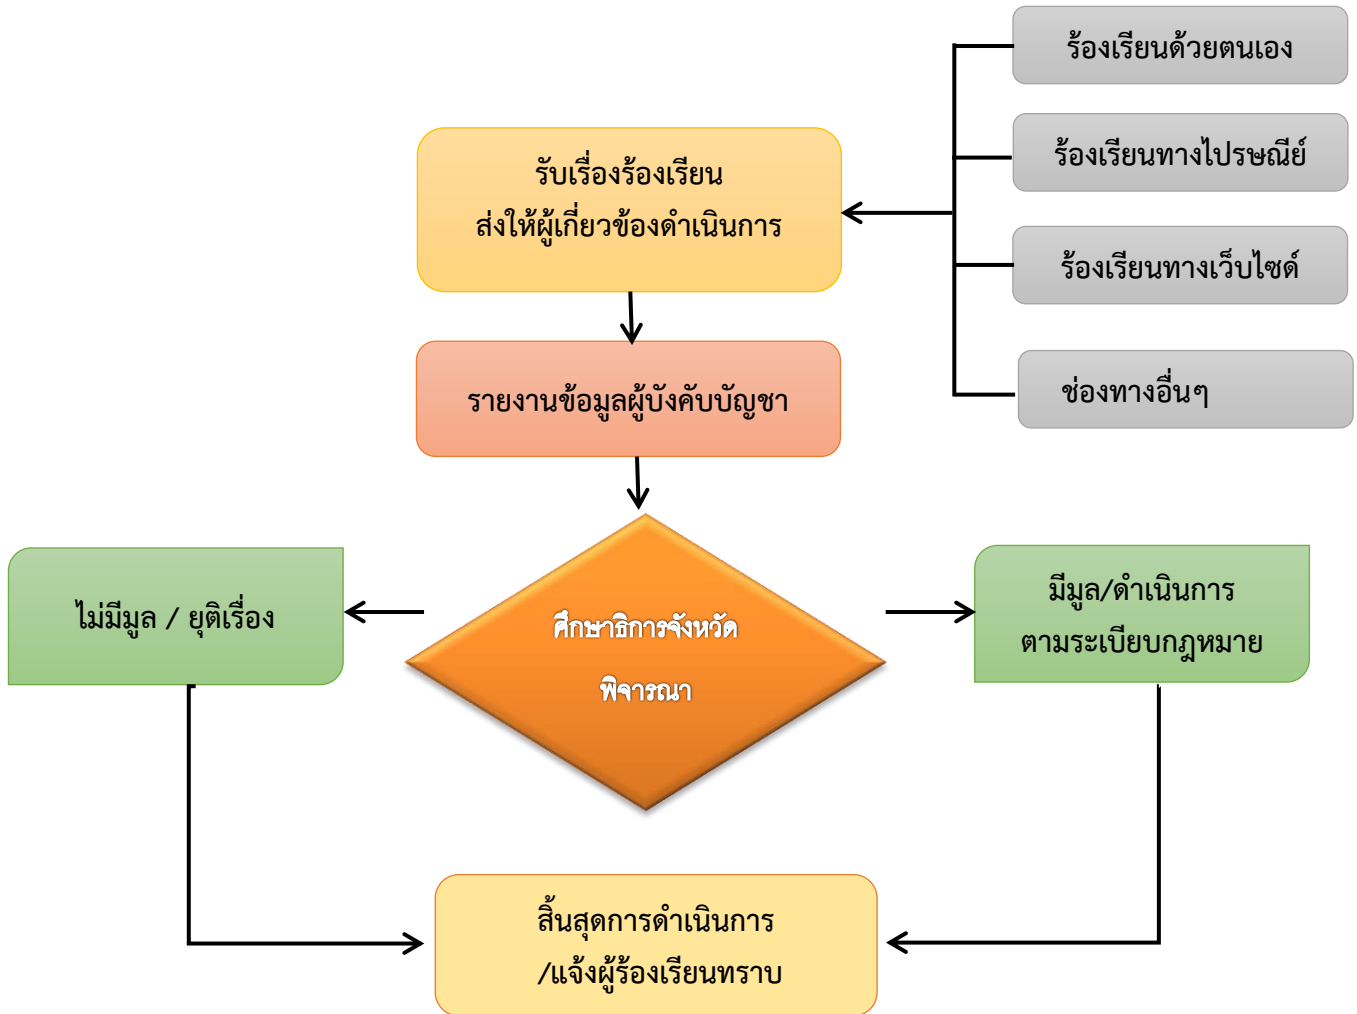 ร้องเรียนด้วยตนเอง
ร้องเรียนทางไปรษณีย์
ร้องเรียนทางเว็บไซด์
ช่องทางอื่นๆ
รับเรื่องร้องเรียน
ส่งให้ผู้เกี่ยวข้องดำเนินการ
รายงานข้อมูลผู้บังคับบัญชา
ศึกษาธิการจังหวัด
พิจารณา
ไม่มีมูล / ยุติเรื่อง
มีมูล/ดำเนินการ
ตามระเบียบกฎหมาย
สิ้นสุดการดำเนินการ
/แจ้งผู้ร้องเรียนทราบ